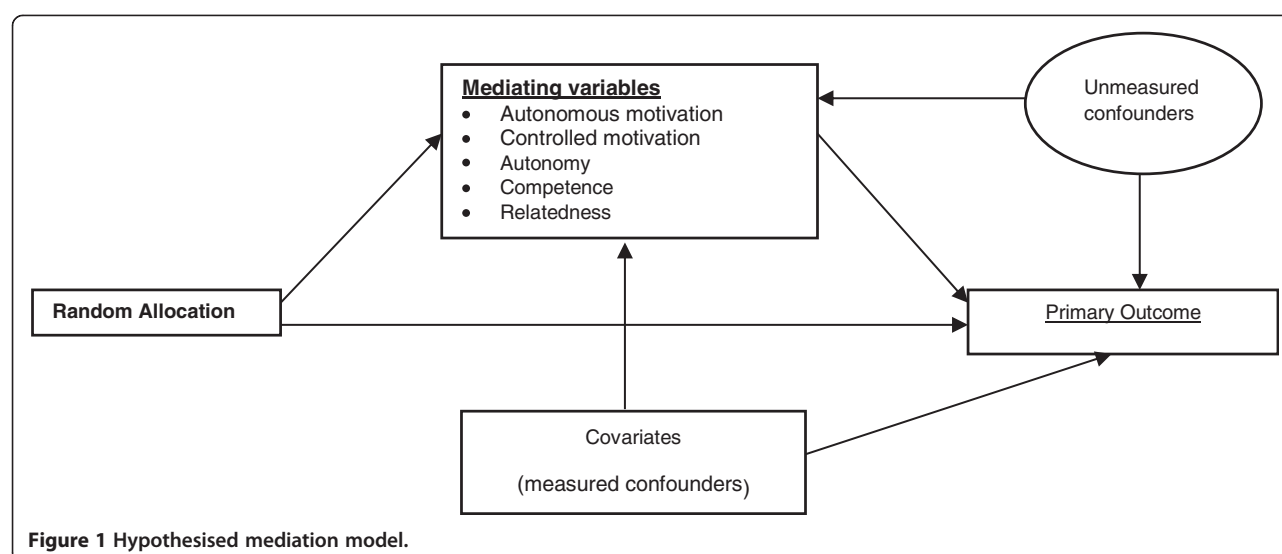 Mediating variables
• Autonomous motivation
• Controlled motivation
• Autonomy
• Competence
• Relatedness
Unmeasured
confounders
Random Allocation
Primary Outcome
Covariates
(measured confounders)
Figure 1 Hypothesised mediation model.